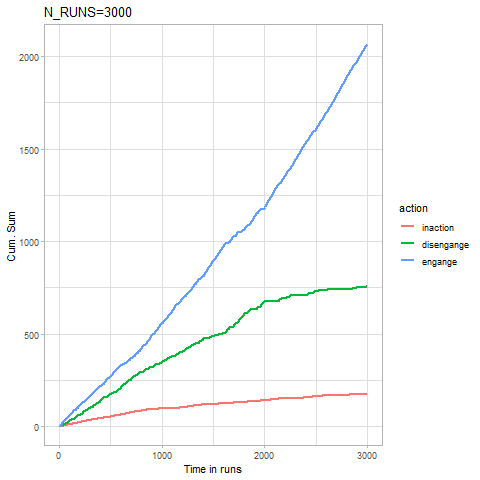 N_RUNS=3000
Cum. Sum
2000
1500
1000
500
0
0
1000
2000
3000
Time in runs
action
inaction
disengange
engange